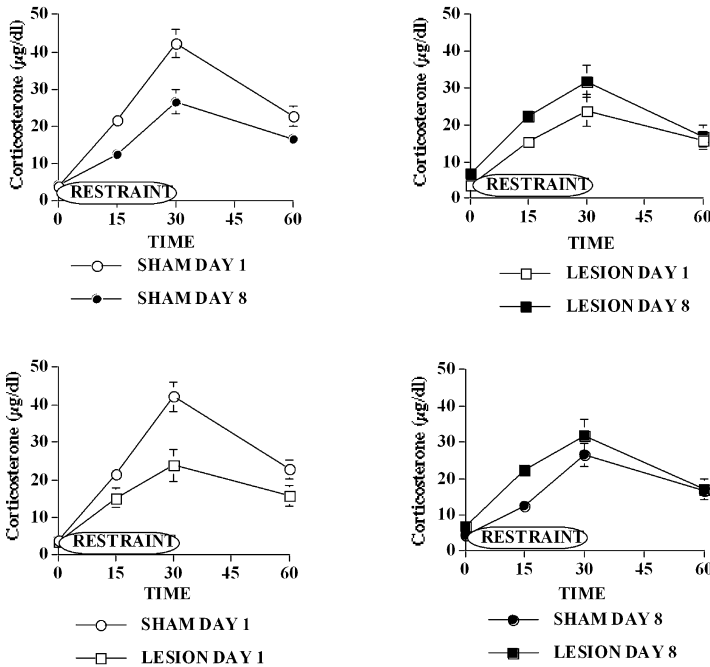 Corticosterone (µg/dl)
50
40
30
20
10
0
RESTRAINT
0 15 30 45 60
TIME
SHAM DAY 1
SHAM DAY 8
Corticosterone (µg/dl)
50
40
30
20
10
0
RESTRAINT
0 15 30 45 60
TIME
LESION DAY 1
LESION DAY 8
Corticosterone (µg/dl)
50
40
30
20
10
0
RESTRAINT
0 15 30 45 60
TIME
SHAM DAY 1
LESION DAY 1
Corticosterone (µg/dl)
50
40
30
20
10
0
RESTRAINT
0 15 30 45 60
TIME
SHAM DAY 8
LESION DAY 8